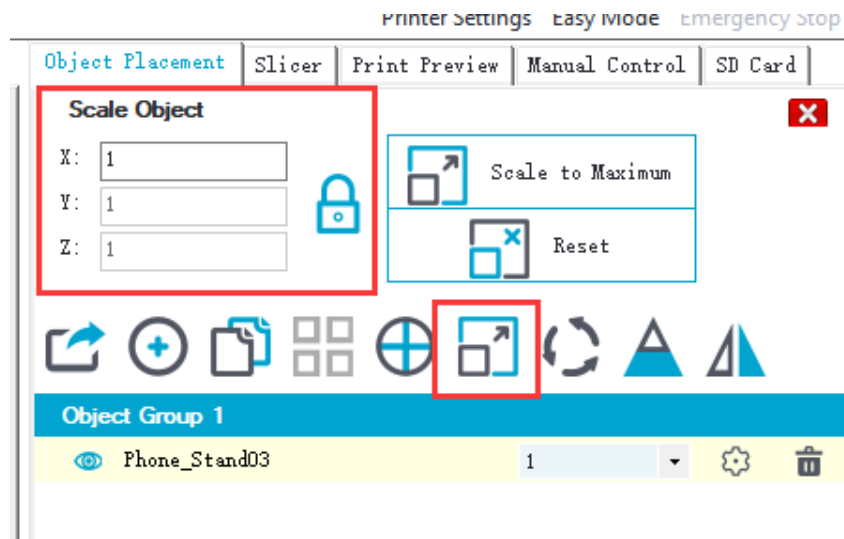 Printer Settings Easy Mode Emergency Stop
Object Placement Slicer Print Preview Manual Control SD Card
Scale Object
X: 1
Y: 1
Z: 1
Scale to Maximum
Reset
Object Group 1
Phone_Stand03 1